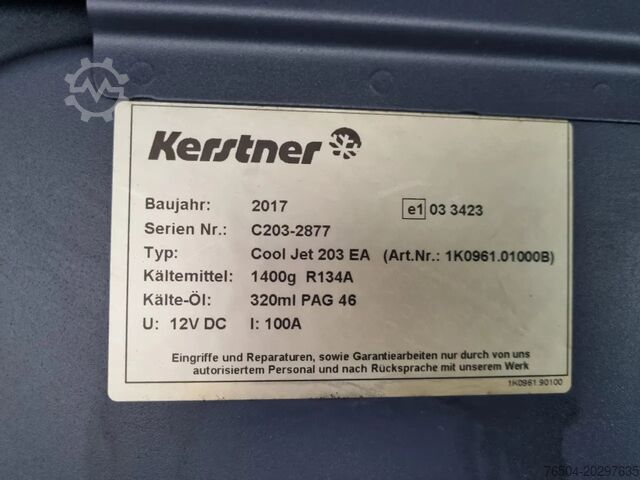 Kerstner
Baujahr: 2017 e1 03 3423
Serien Nr.: C203-2877
Typ: Cool Jet 203 EA (Art.Nr.: 1K0961.01000B)
Kältemittel: 1400g R134A
Kälte-Öl: 320ml PAG 46
U: 12V DC I: 100A
Eingriffe und Reparaturen, sowie Garantiearbeiten nur durch von uns
autorisiertem Personal und nach Rücksprache mit unserem Werk
1K0961.90100
76504-20297635